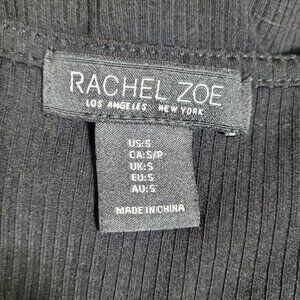 RACHEL ZOE
LOS ANGELES NEW YORK
US:S
CA:S/P
UK:S
EU:S
AU:S
MADE IN CHINA